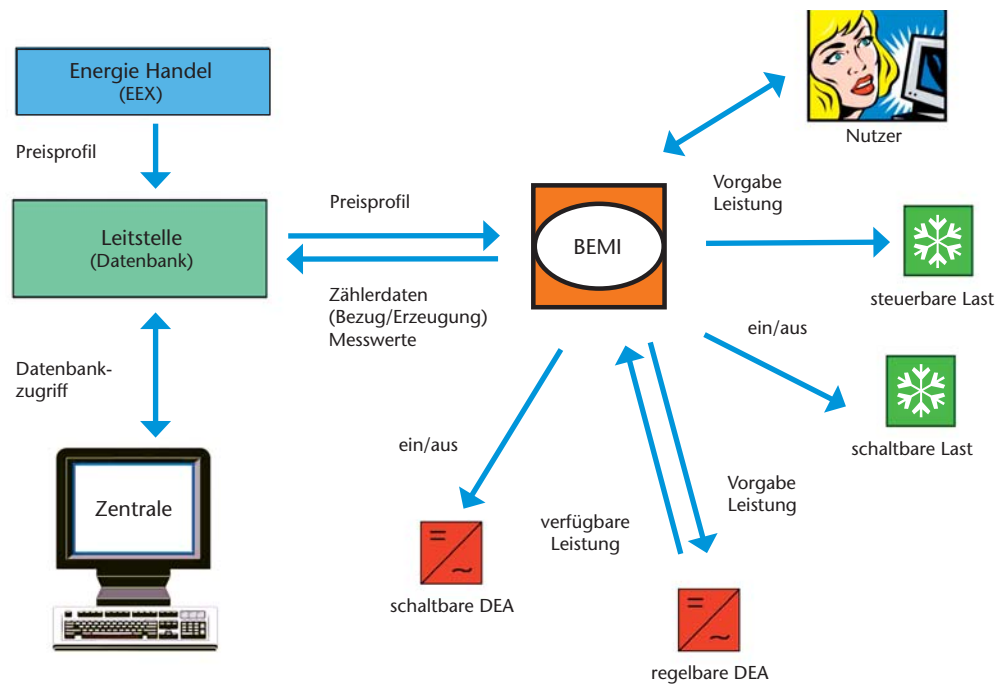 Energie Handel
(EEX)
Preisprofil
Leitstelle
(Datenbank)
Datenbank-
zugriff
Zentrale
Preisprofil
Zählerdaten
(Bezug/Erzeugung)
Messwerte
BEMI
Nutzer
Vorgabe
Leistung
steuerbare Last
ein/aus
schaltbare Last
ein/aus
schaltbare DEA
verfügbare
Leistung
Vorgabe
Leistung
regelbare DEA